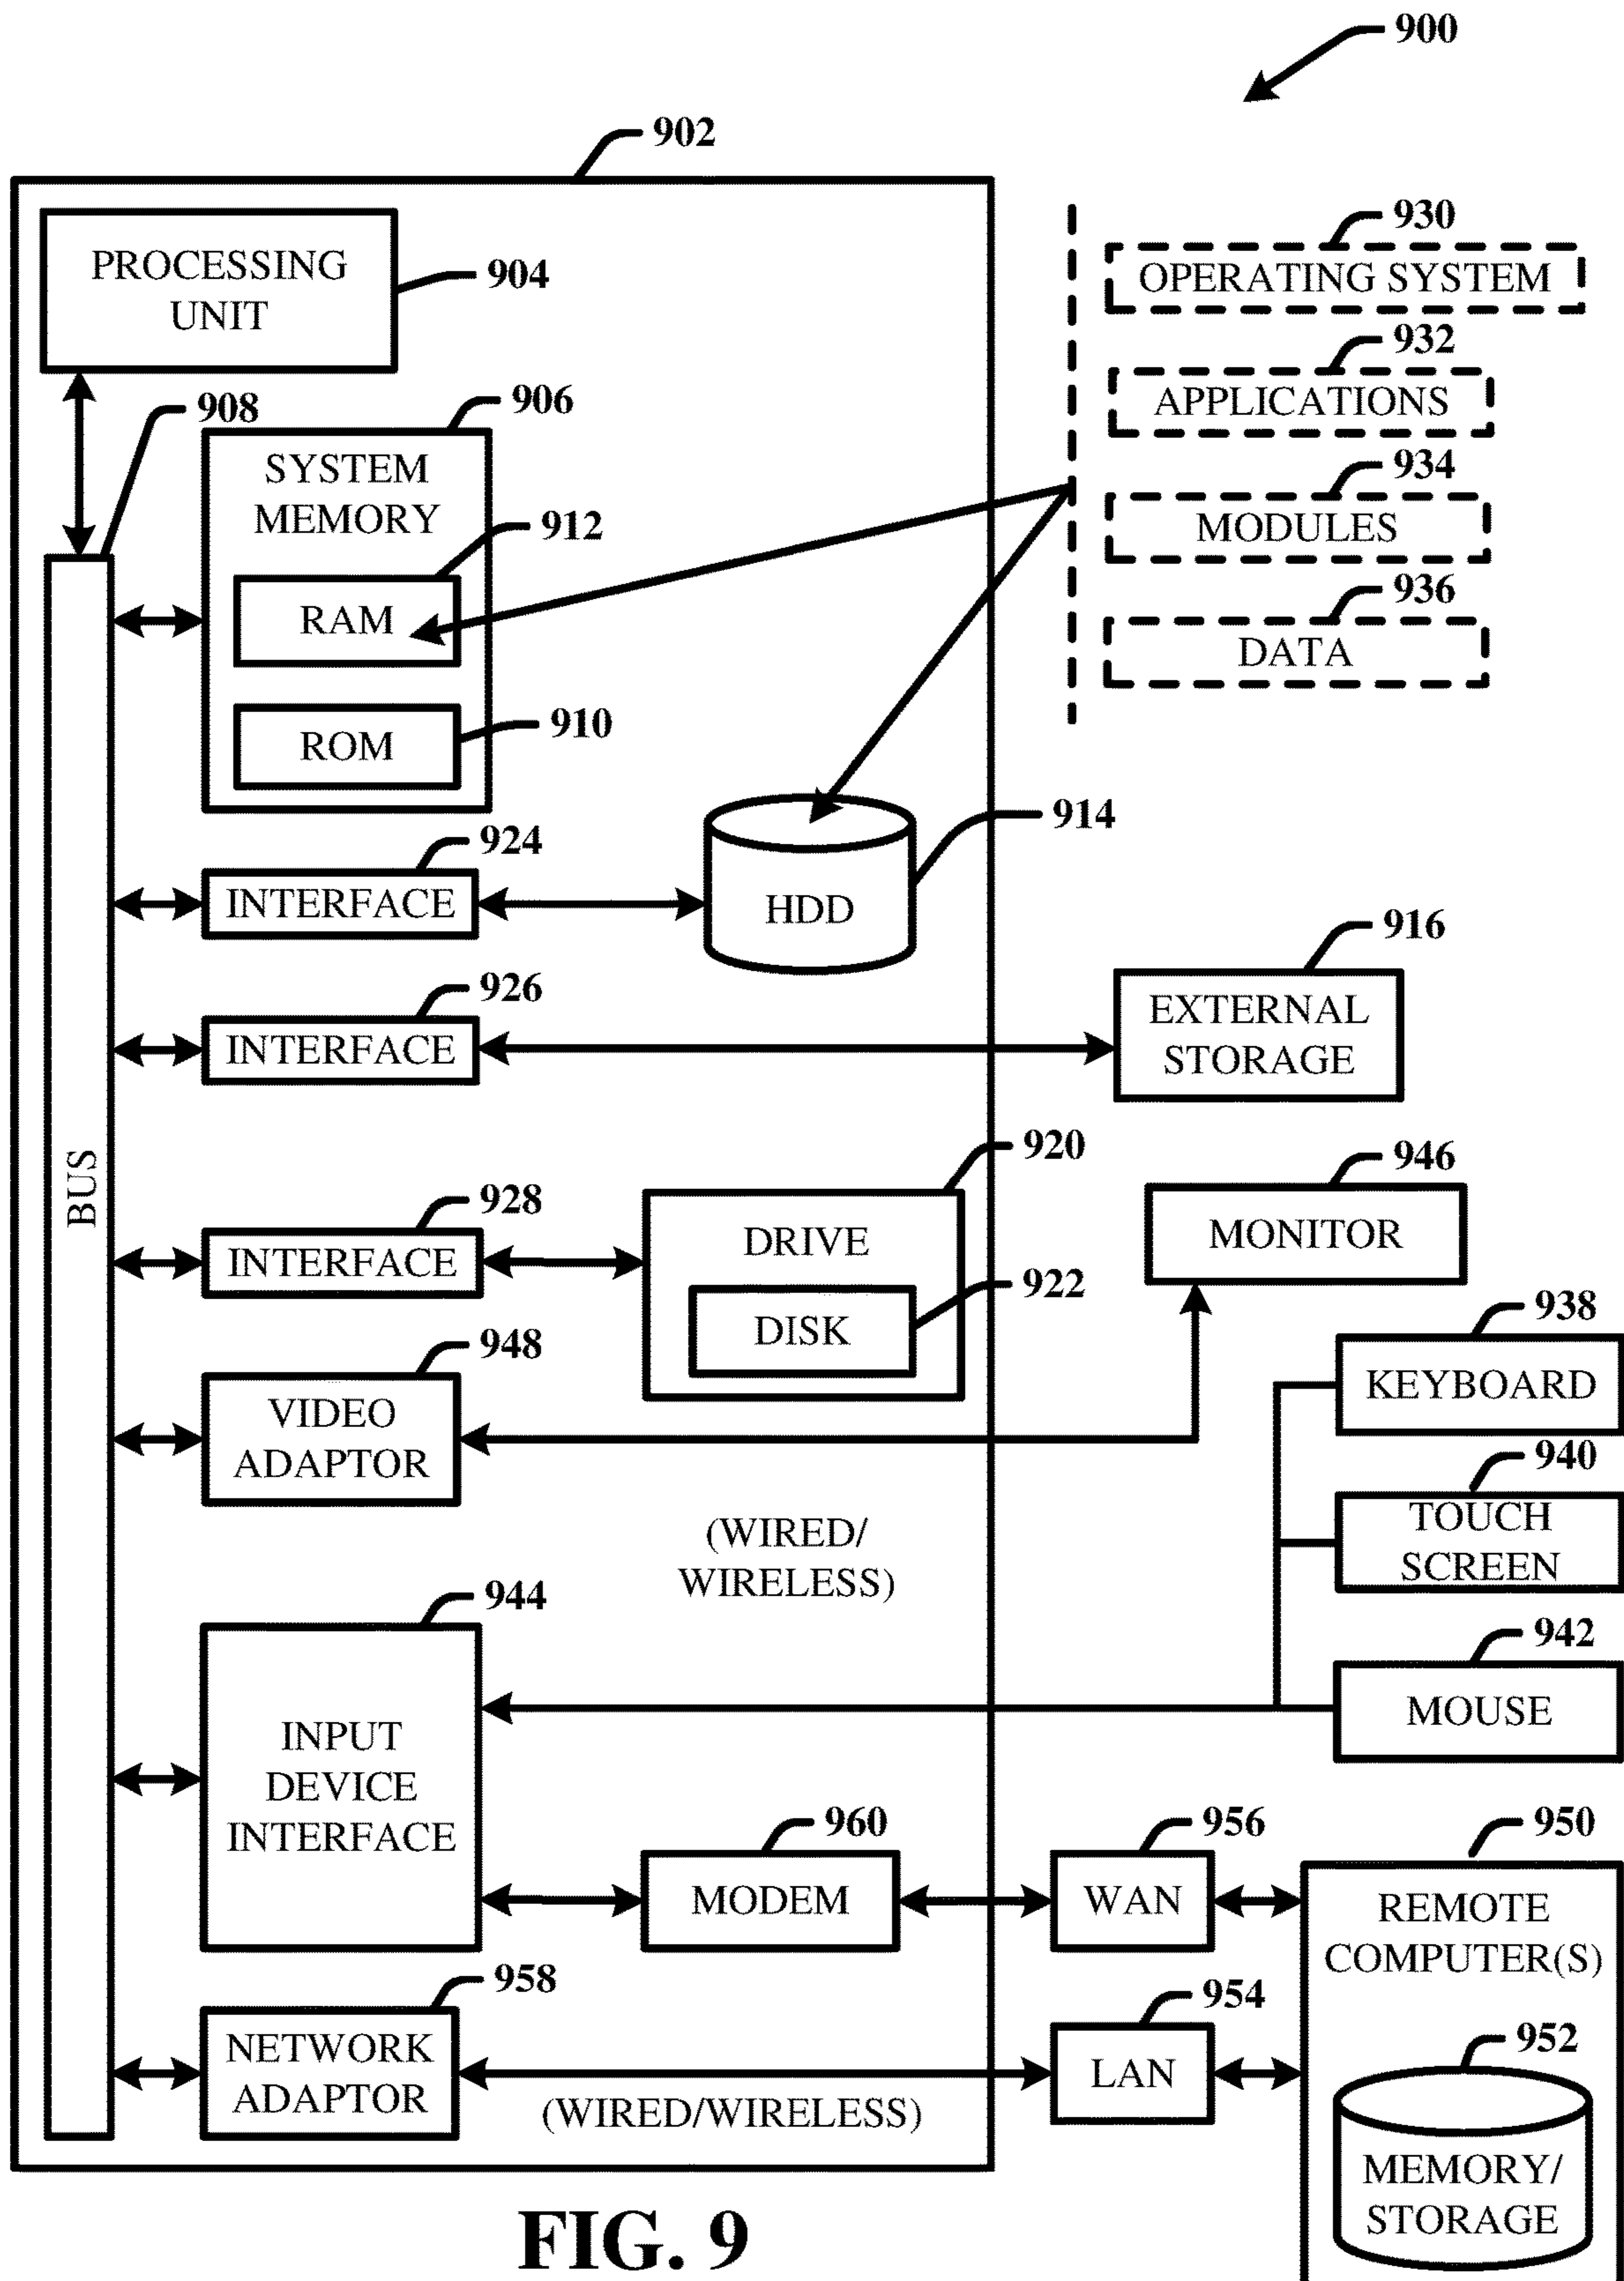 900
902
PROCESSING
UNIT
904
930
OPERATING SYSTEM
932
APPLICATIONS
934
MODULES
936
DATA
908
906
SYSTEM
MEMORY
912
RAM
910
ROM
924
INTERFACE
914
HDD
926
INTERFACE
916
EXTERNAL
STORAGE
BUS
928
INTERFACE
920
DRIVE
922
DISK
946
MONITOR
948
VIDEO
ADAPTOR
938
KEYBOARD
940
TOUCH
SCREEN
(WIRED/
WIRELESS)
942
MOUSE
944
INPUT
DEVICE
INTERFACE
960
MODEM
956
WAN
950
REMOTE
COMPUTER(S)
958
NETWORK
ADAPTOR
(WIRED/WIRELESS)
954
LAN
952
MEMORY/
STORAGE
FIG. 9